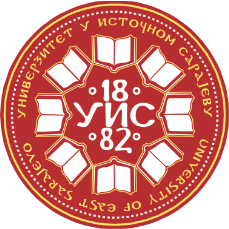 УНИВЕРЗИТЕТ У ИСТОЧНОМ САРАЈЕВУ
18
УИС
82
UNIVERSITY OF EAST SARAJEVO